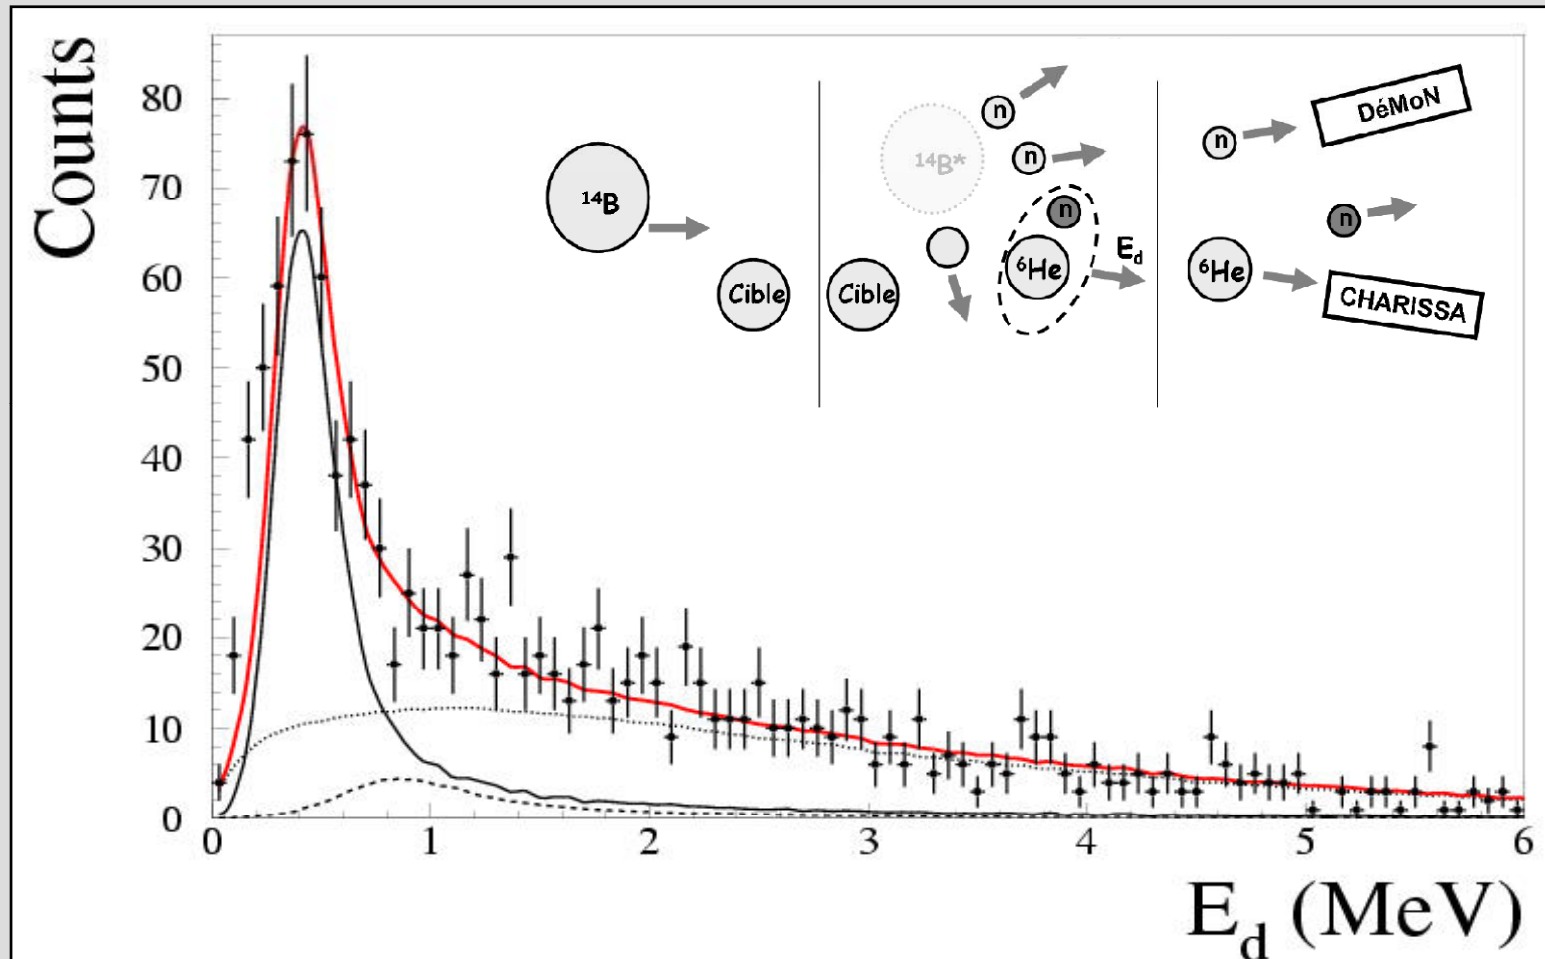 Counts
80
70
60
50
40
30
20
10
0
0 1 2 3 4 5 6
E_d (MeV)
¹⁴B
Cible
¹⁴B*
n
n
n
⁶He
E_d
Cible
n
DéMoN
n
⁶He
CHARISSA